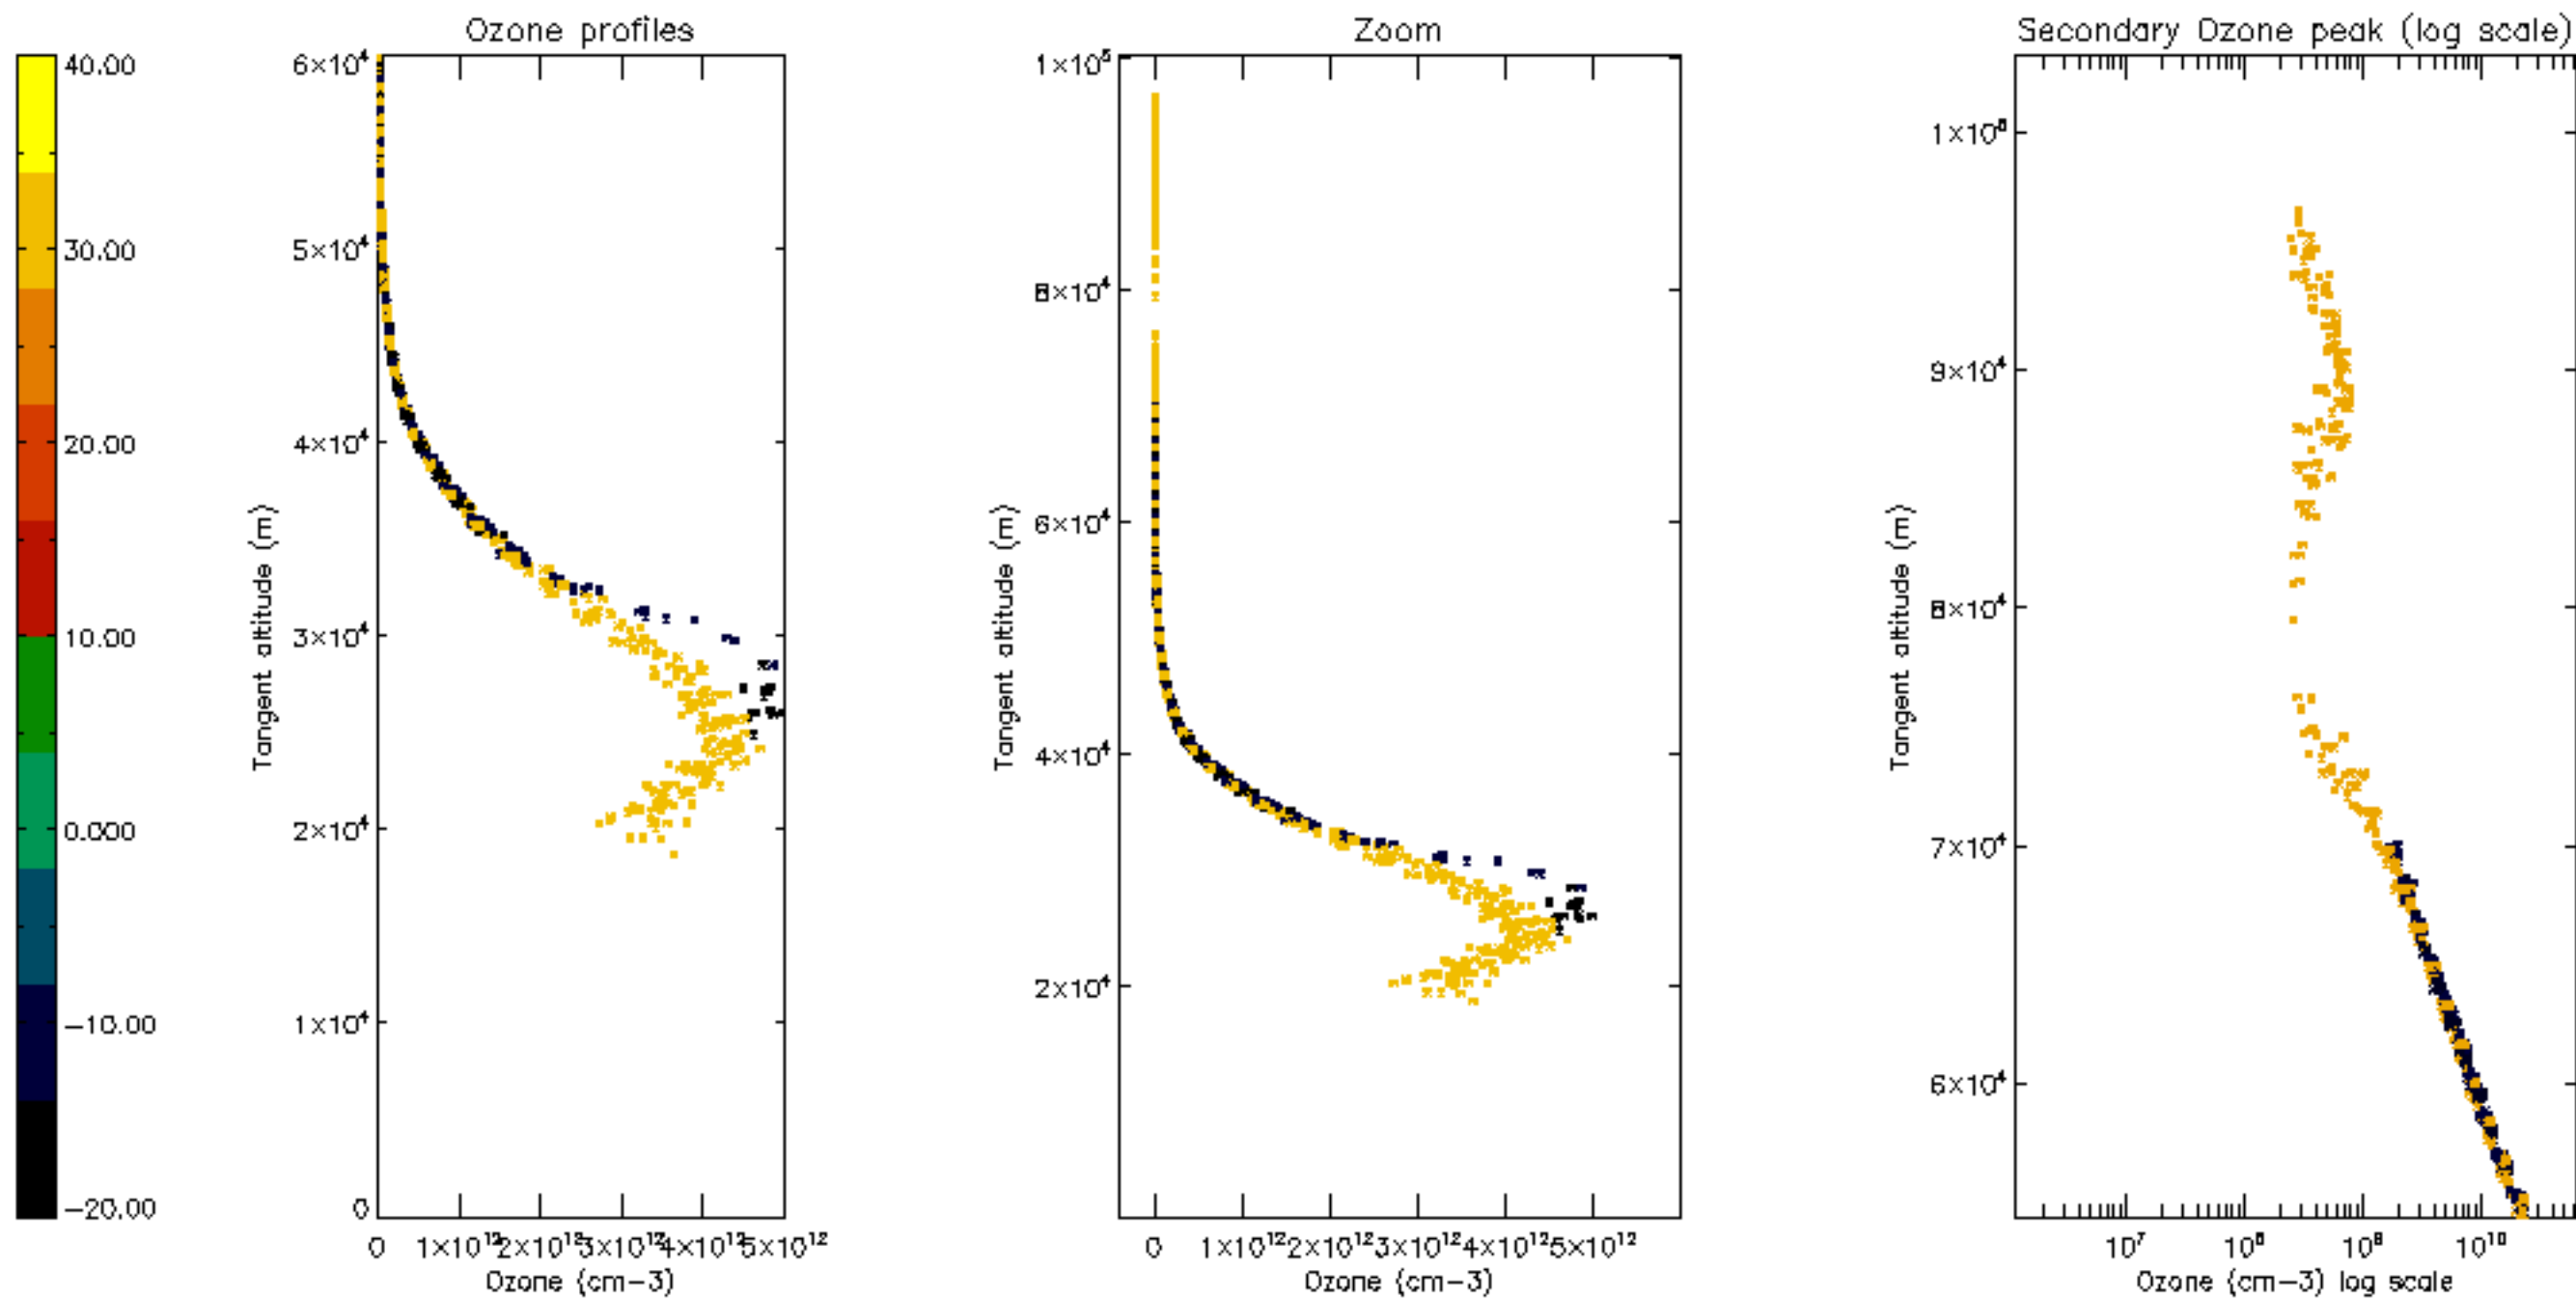 Ozone profiles
Zoom
Secondary Ozone peak (log scale)
40.00
30.00
20.00
10.00
0.000
-10.00
-20.00
6×10⁴
5×10⁴
4×10⁴
3×10⁴
2×10⁴
1×10⁴
0
Tangent altitude (m)
0 1×10¹² 2×10¹² 3×10¹² 4×10¹² 5×10¹²
Ozone (cm-3)
1×10⁵
8×10⁴
6×10⁴
4×10⁴
2×10⁴
Tangent altitude (m)
0 1×10¹² 2×10¹² 3×10¹² 4×10¹² 5×10¹²
Ozone (cm-3)
1×10⁵
9×10⁴
8×10⁴
7×10⁴
6×10⁴
Tangent altitude (m)
10⁷ 10⁸ 10⁹ 10¹⁰
Ozone (cm-3) log scale